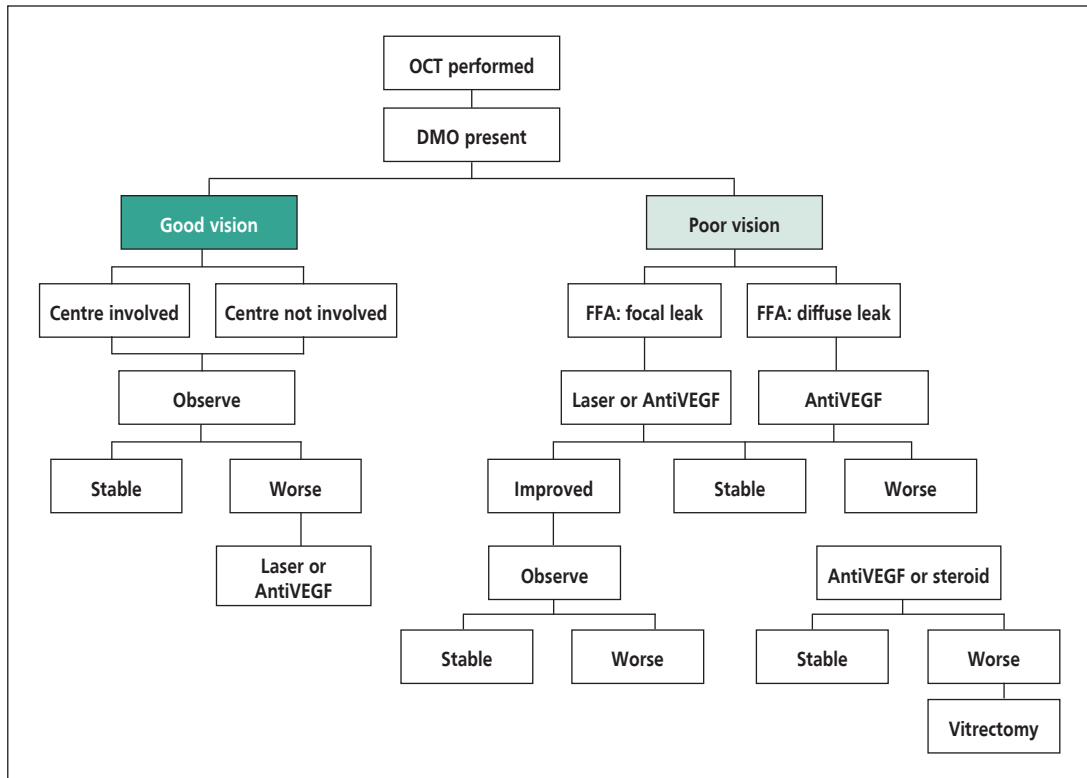 OCT performed
DMO present
Good vision
Poor vision
Centre involved
Centre not involved
FFA: focal leak
FFA: diffuse leak
Observe
Laser or AntiVEGF
AntiVEGF
Stable
Worse
Improved
Stable
Worse
Laser or
AntiVEGF
Observe
AntiVEGF or steroid
Stable
Worse
Stable
Worse
Vitrectomy